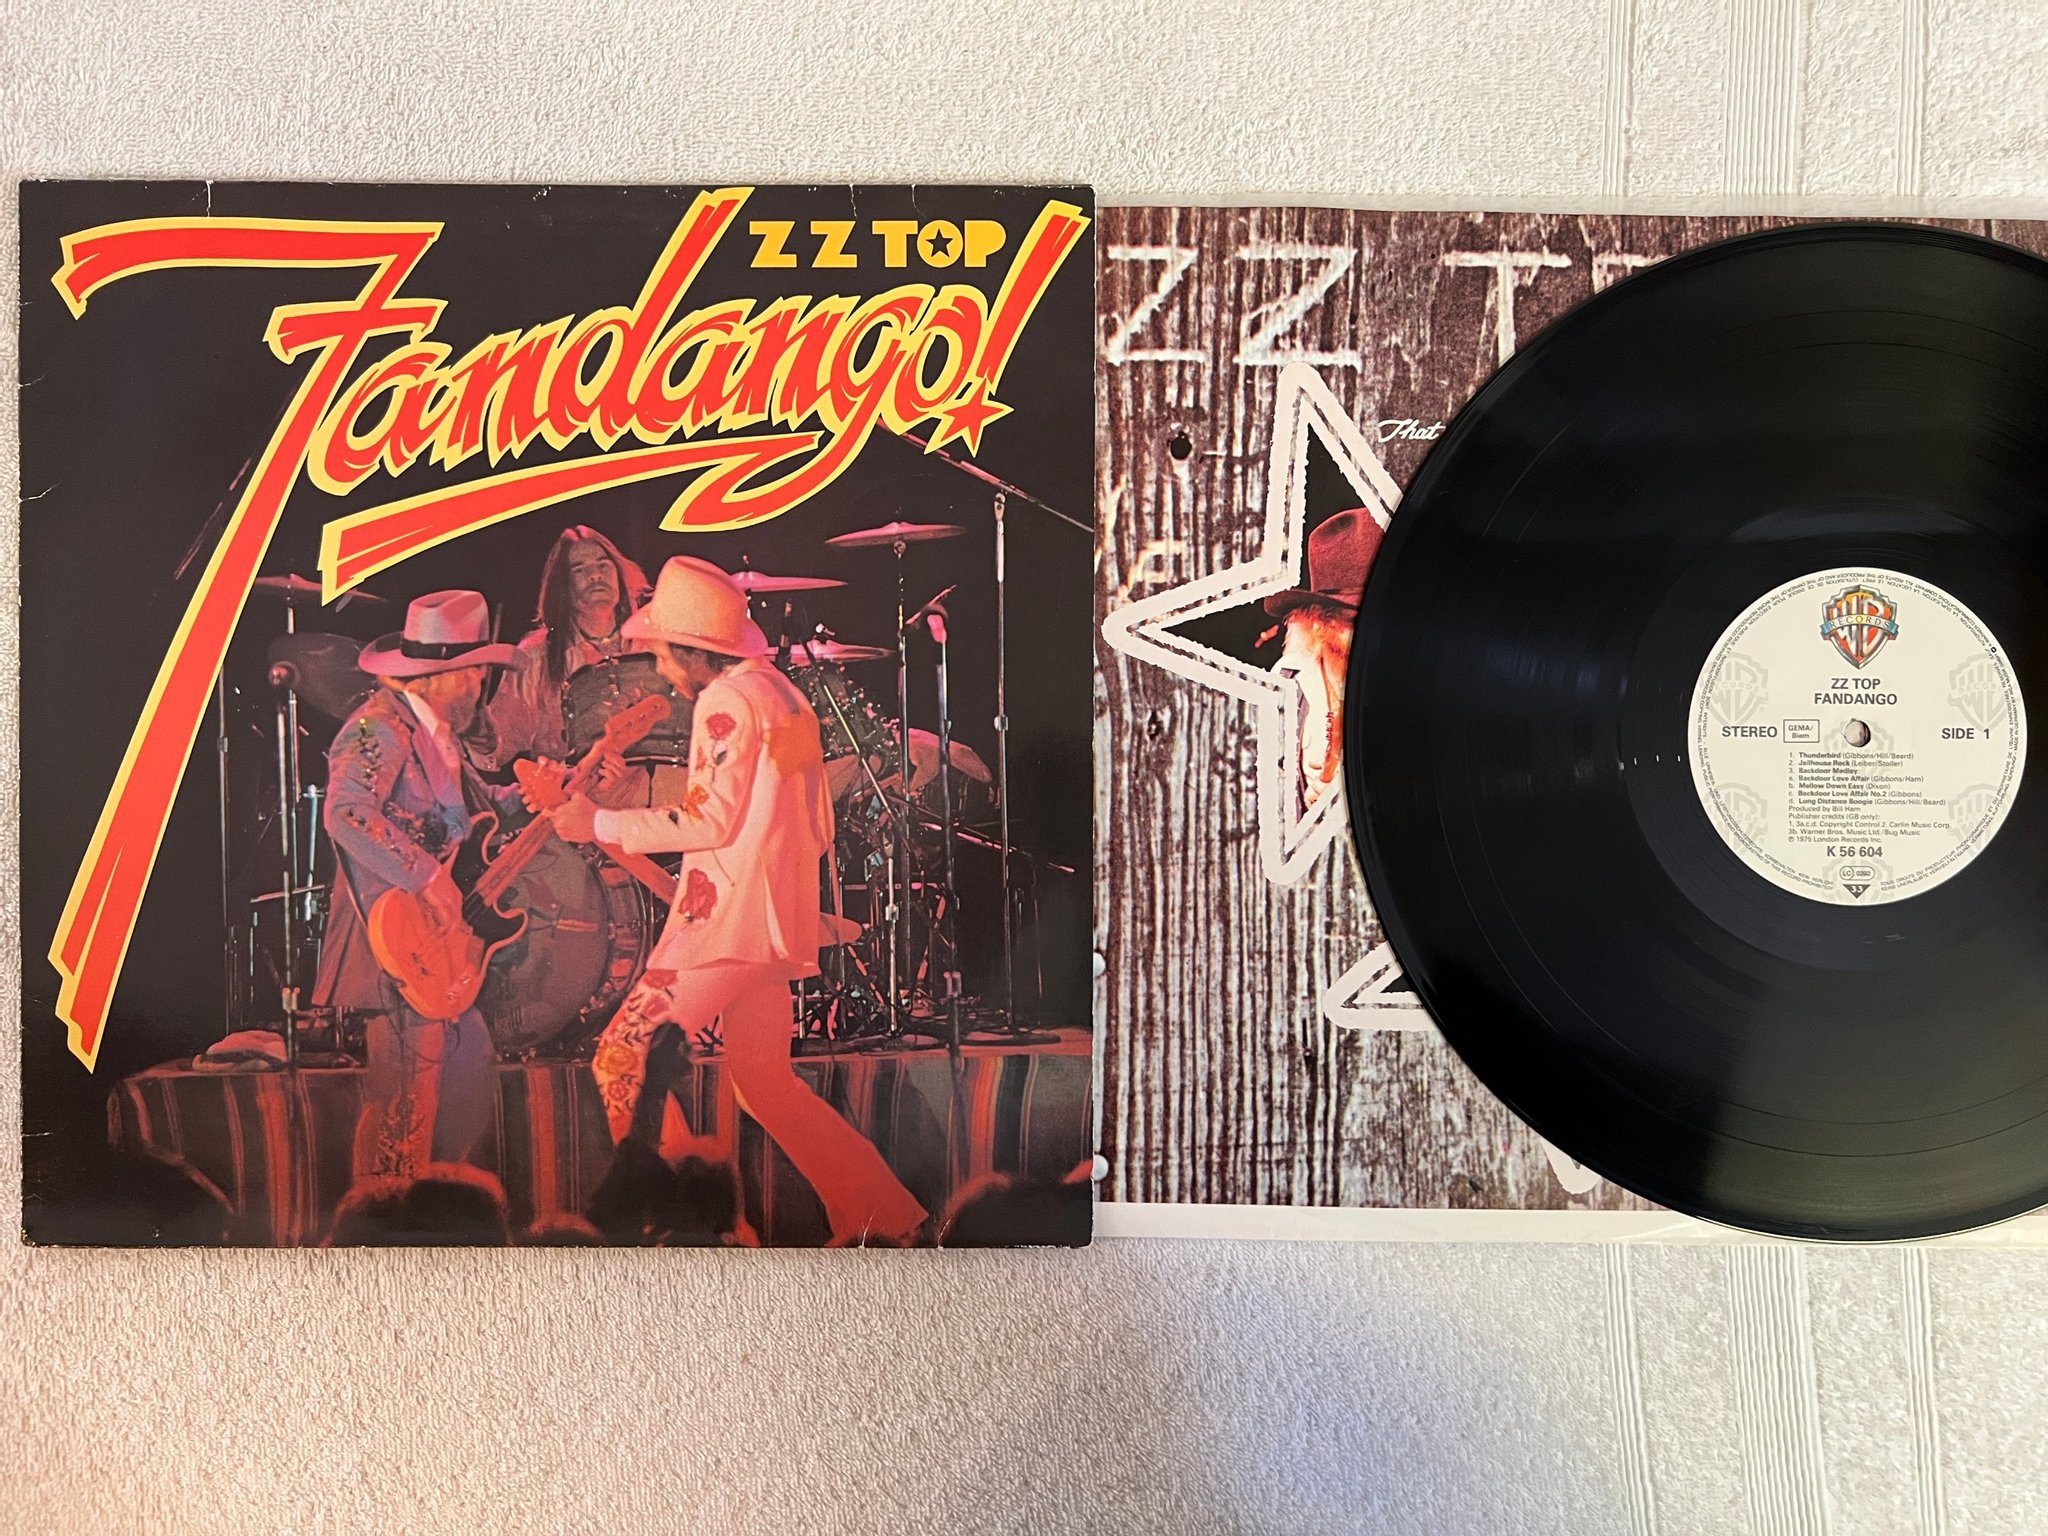 ZZ TOP
Fandango!
ZZ T
That
WB
RECORDS
ZZ TOP
FANDANGO
STEREO
GEMA/
Biem
SIDE 1
1. Thunderbird (Gibbons/Hill/Beard)
2. Jailhouse Rock (Leiber/Stoller)
3. Backdoor Medley:
a. Backdoor Love Affair (Gibbons/Ham)
b. Mellow Down Easy (Dixon)
c. Backdoor Love Affair No.2 (Gibbons)
d. Long Distance Boogie (Gibbons/Hill/Beard)
Produced by Bill Ham
Publisher credits (GB only):
1. 3a,c,d. Copyright Control 2. Carlin Music Corp.
3b. Warner Bros. Music Ltd./Bug Music
℗ 1975 London Records Inc.
K 56 604
LC 0392
33